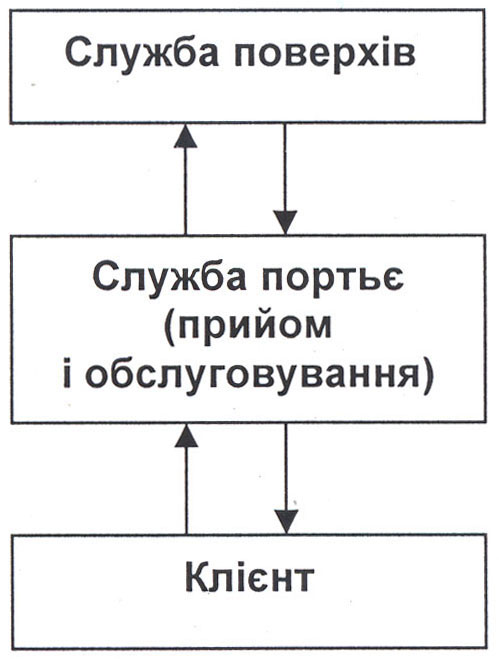 Служба поверхів
Служба портьє
(прийом
і обслуговування)
Клієнт